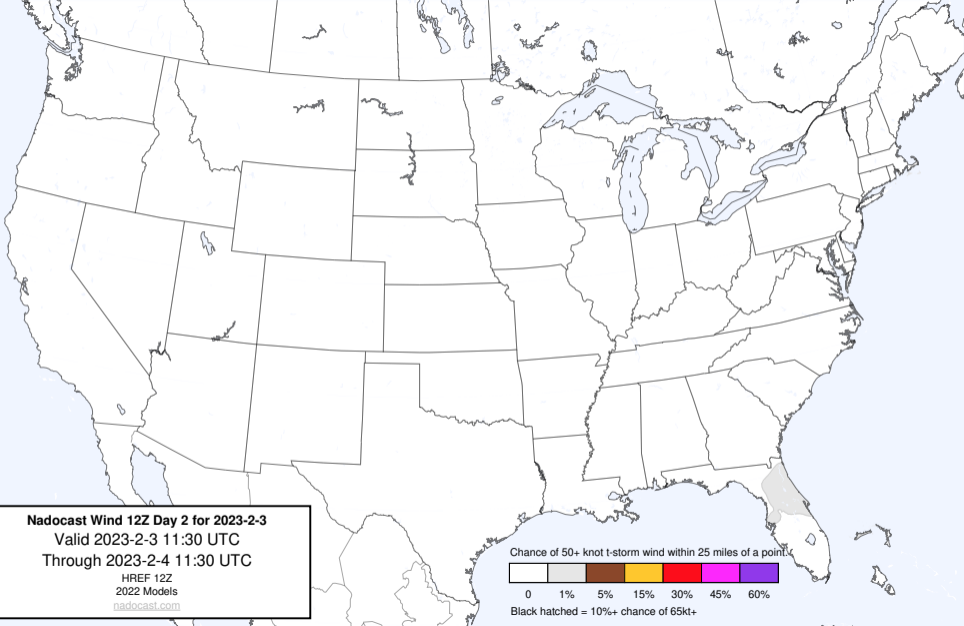 Nadocast Wind 12Z Day 2 for 2023-2-3
Valid 2023-2-3 11:30 UTC
Through 2023-2-4 11:30 UTC
HREF 12Z
2022 Models
nadocast.com
Chance of 50+ knot t-storm wind within 25 miles of a point.
0 1% 5% 15% 30% 45% 60%
Black hatched = 10%+ chance of 65kt+